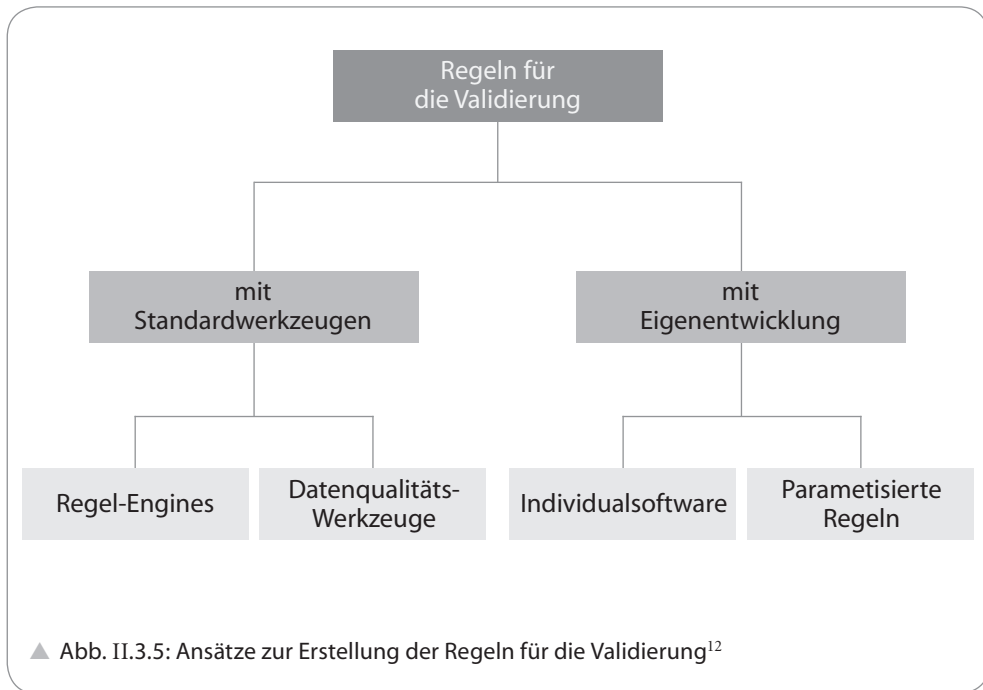 Regeln für
die Validierung
mit
Standardwerkzeugen
mit
Eigenentwicklung
Regel-Engines
Datenqualitäts-
Werkzeuge
Individualsoftware
Parametisierte
Regeln
▲ Abb. II.3.5: Ansätze zur Erstellung der Regeln für die Validierung¹²